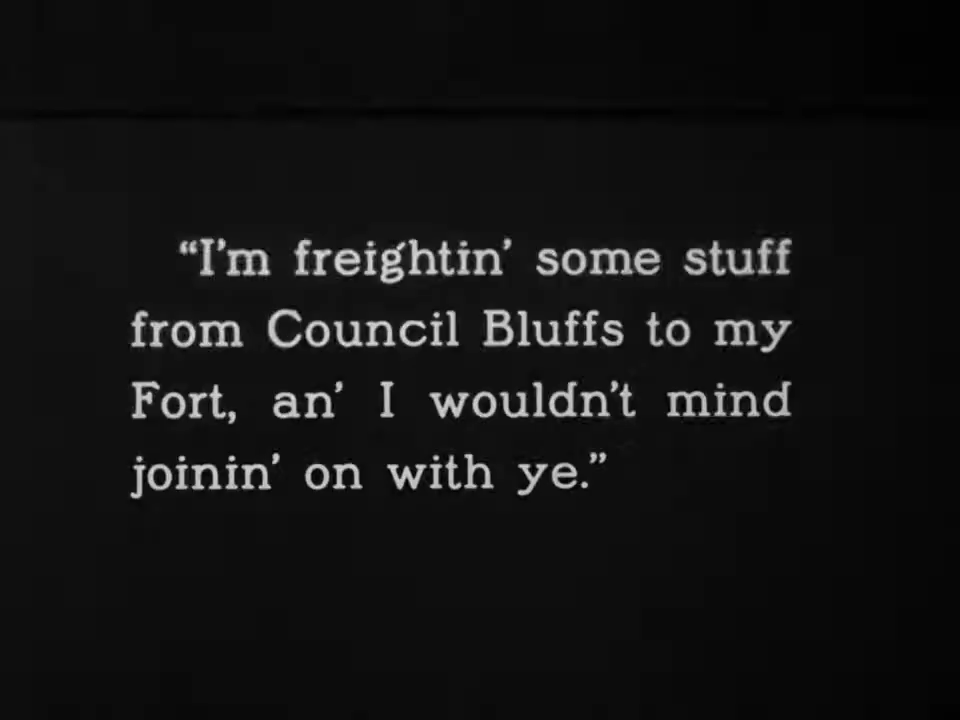 “I’m freightin’ some stuff
from Council Bluffs to my
Fort, an’ I wouldn’t mind
joinin’ on with ye.”